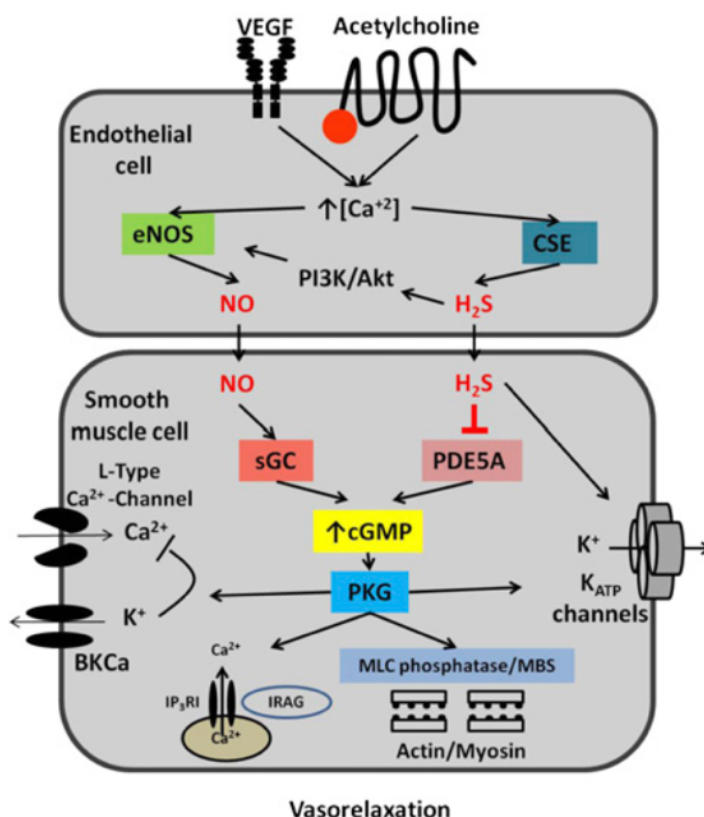 VEGF
Acetylcholine
Endothelial
cell
↑[Ca⁺²]
eNOS
CSE
PI3K/Akt
NO
H₂S
NO
H₂S
Smooth
muscle cell
sGC
PDE5A
L-Type
Ca²⁺ -Channel
Ca²⁺
↑cGMP
K⁺
K_ATP
channels
PKG
K⁺
BKCa
Ca²⁺
MLC phosphatase/MBS
IP₃RI
IRAG
Ca²⁺
Actin/Myosin
Vasorelaxation